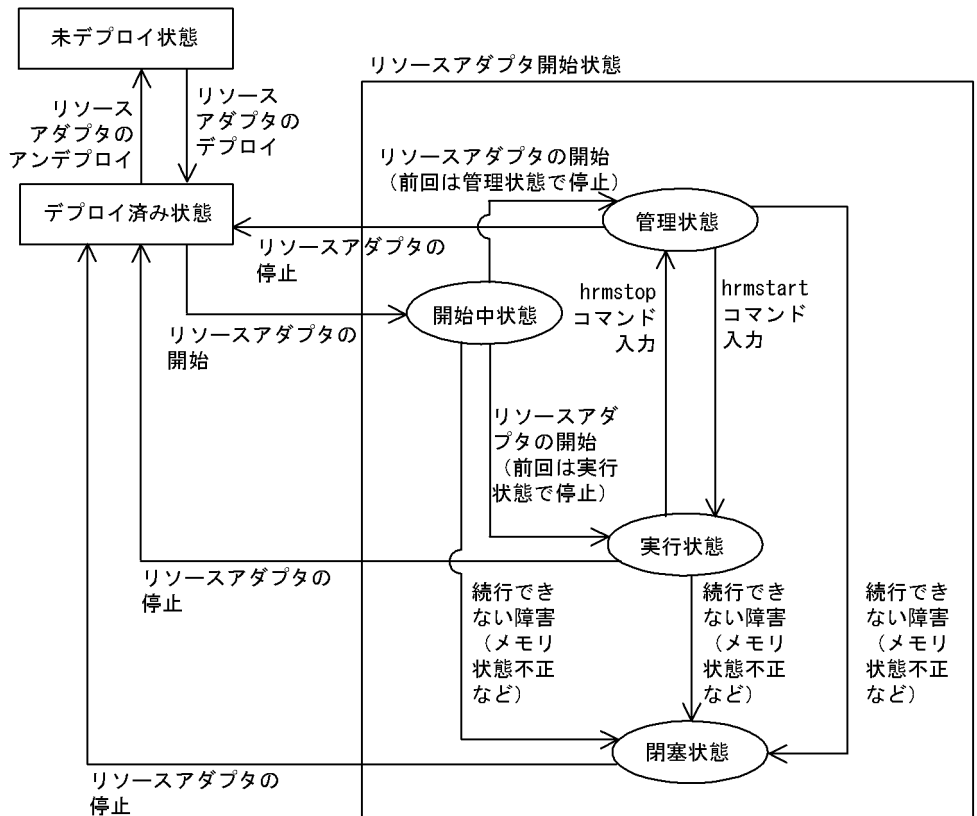 未デプロイ状態
リソースアダプタ開始状態
リソース
アダプタの
アンデプロイ
リソース
アダプタの
デプロイ
リソースアダプタの開始
（前回は管理状態で停止）
デプロイ済み状態
管理状態
リソースアダプタの
停止
hrmstop
コマンド
入力
hrmstart
コマンド
入力
開始中状態
リソースアダプタの
開始
リソースアダ
プタの開始
（前回は実行
状態で停止）
実行状態
リソースアダプタの
停止
続行でき
ない障害
（メモリ
状態不正
など）
続行でき
ない障害
（メモリ
状態不正
など）
続行でき
ない障害
（メモリ
状態不正
など）
閉塞状態
リソースアダプタの
停止